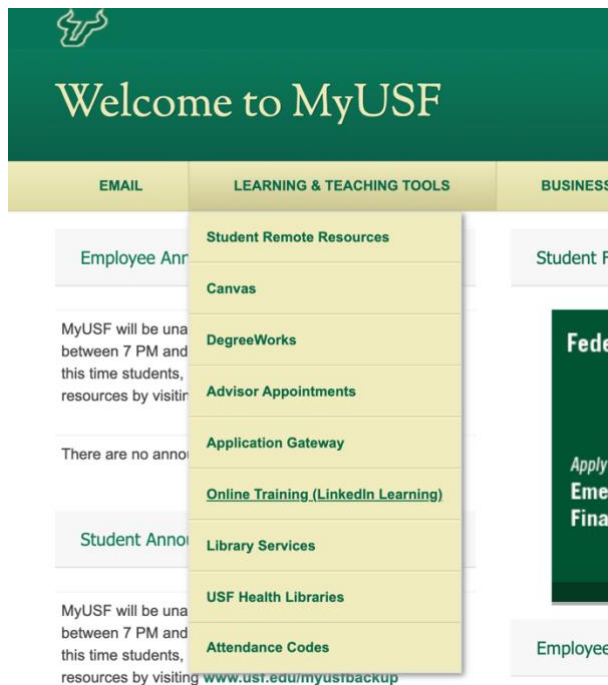 Welcome to MyUSF
EMAIL
LEARNING & TEACHING TOOLS
BUSINESS
Student Remote Resources
Canvas
DegreeWorks
Advisor Appointments
Application Gateway
Online Training (LinkedIn Learning)
Library Services
USF Health Libraries
Attendance Codes
Employee Ann
MyUSF will be una
between 7 PM and
this time students,
resources by visitin
There are no anno
Student Anno
MyUSF will be una
between 7 PM and
this time students,
resources by visiting www.usf.edu/myusfbackup
Student F
Fede
Apply
Eme
Fina
Employee